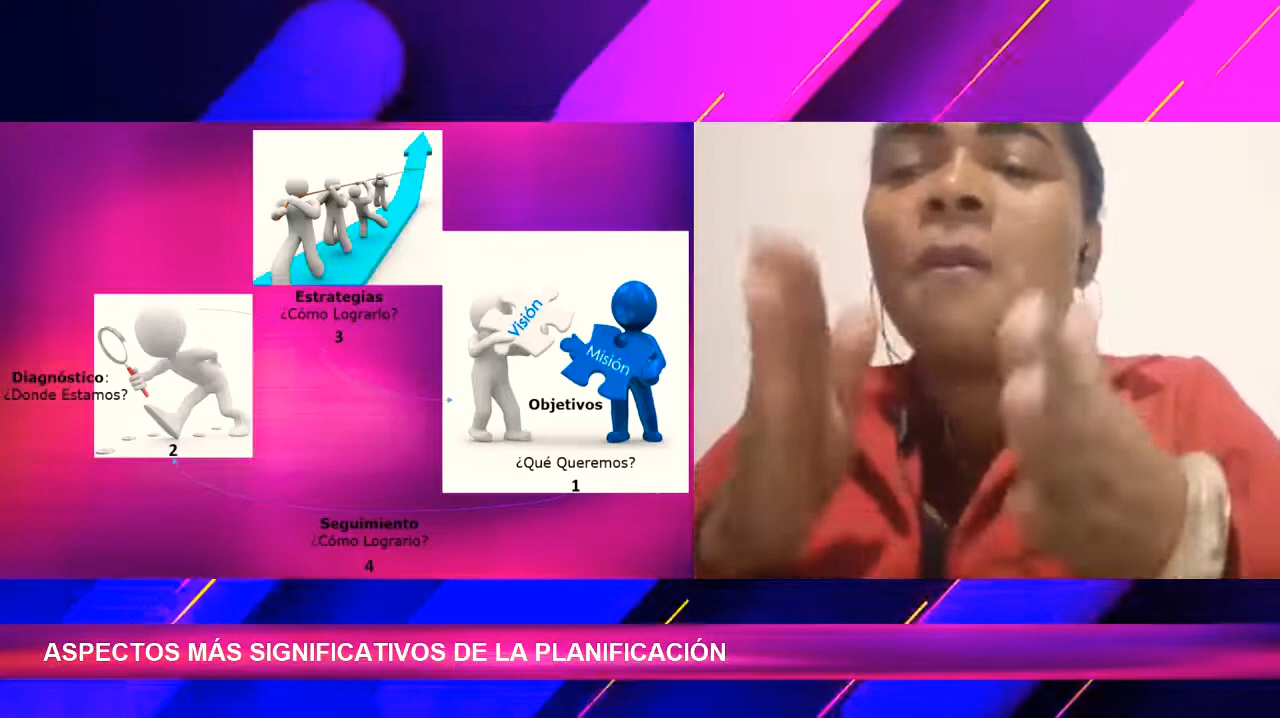 Estrategias
¿Cómo Lograrlo?
3
Visión
Misión
Objetivos
¿Qué Queremos?
1
Diagnóstico:
¿Donde Estamos?
2
Seguimiento
¿Cómo Lograrlo?
4
ASPECTOS MÁS SIGNIFICATIVOS DE LA PLANIFICACIÓN